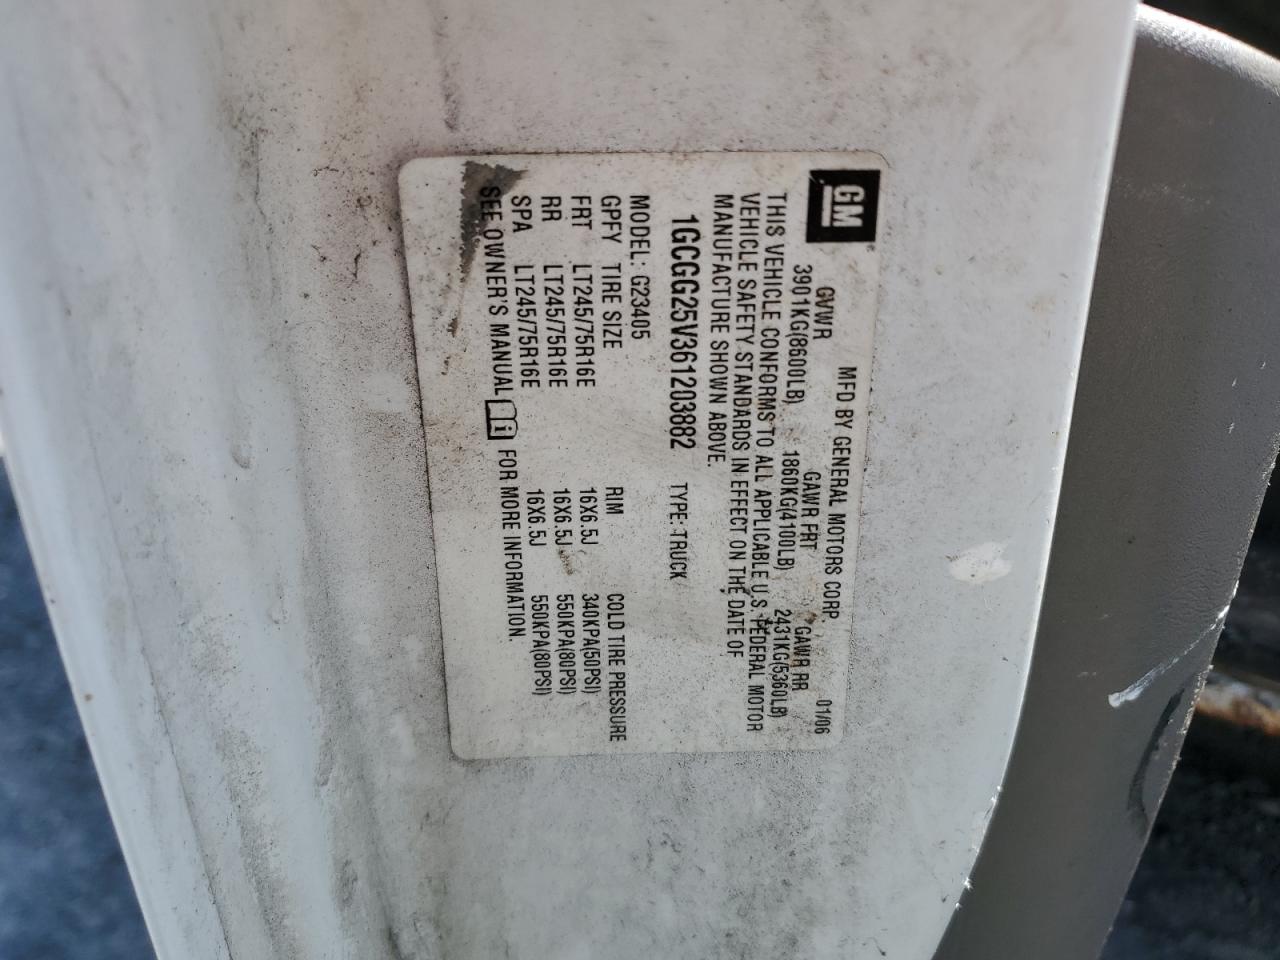 GM®
MFD BY GENERAL MOTORS CORP 01/06
GVWR GAWR FRT GAWR RR
3901KG(8600LB) 1860KG(4100LB) 2431KG(5360LB)
THIS VEHICLE CONFORMS TO ALL APPLICABLE U.S. FEDERAL MOTOR
VEHICLE SAFETY STANDARDS IN EFFECT ON THE DATE OF
MANUFACTURE SHOWN ABOVE.
1GCGG25V361203882 TYPE: TRUCK
MODEL: G23405
GPFY TIRE SIZE RIM COLD TIRE PRESSURE
FRT LT245/75R16E 16X6.5J 340KPA(50PSI)
RR LT245/75R16E 16X6.5J 550KPA(80PSI)
SPA LT245/75R16E 16X6.5J 550KPA(80PSI)
SEE OWNER'S MANUAL i FOR MORE INFORMATION.